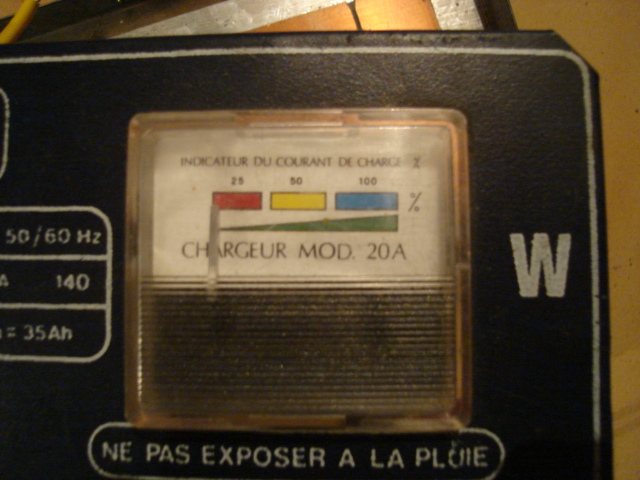 INDICATEUR DU COURANT DE CHARGE %
25 50 100
%
CHARGEUR MOD. 20A
50/60 Hz
A 140
= 35Ah
W
NE PAS EXPOSER A LA PLUIE